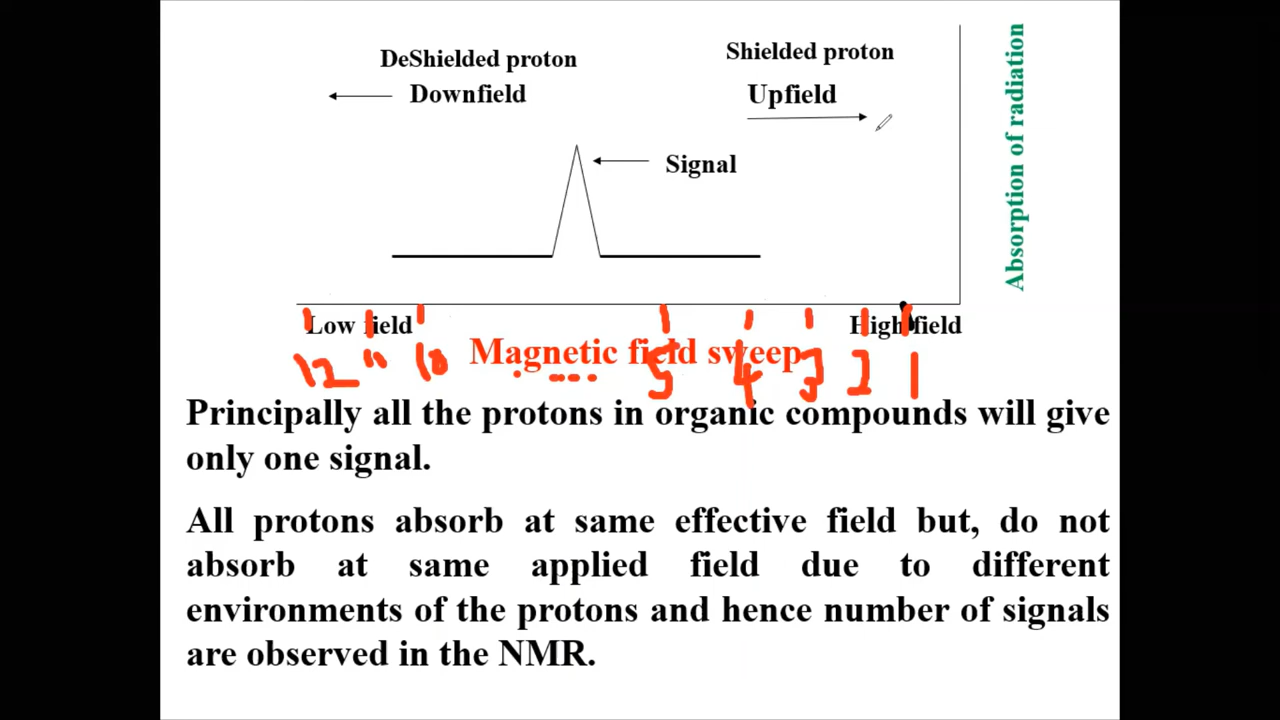 DeShielded proton
Shielded proton
Downfield
Upfield
Signal
Absorption of radiation
Low field
High field
Magnetic field sweep
12 11 10 5 4 3 2 1
Principally all the protons in organic compounds will give
only one signal.
All protons absorb at same effective field but, do not
absorb at same applied field due to different
environments of the protons and hence number of signals
are observed in the NMR.